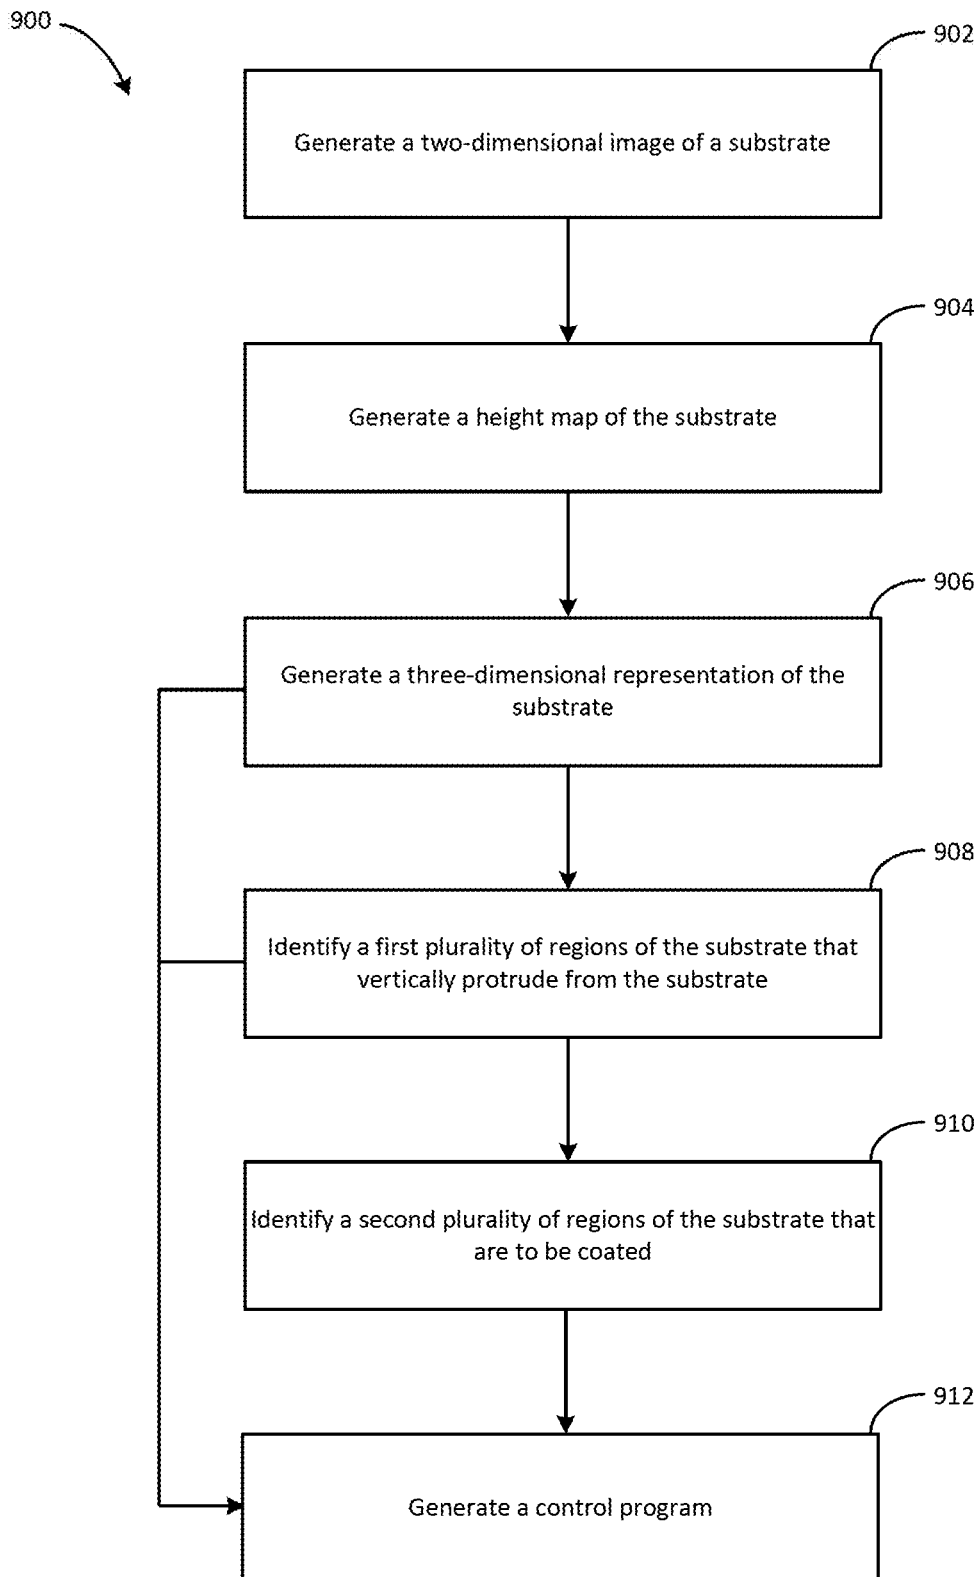 900
902
Generate a two-dimensional image of a substrate
904
Generate a height map of the substrate
906
Generate a three-dimensional representation of the
substrate
908
Identify a first plurality of regions of the substrate that
vertically protrude from the substrate
910
Identify a second plurality of regions of the substrate that
are to be coated
912
Generate a control program